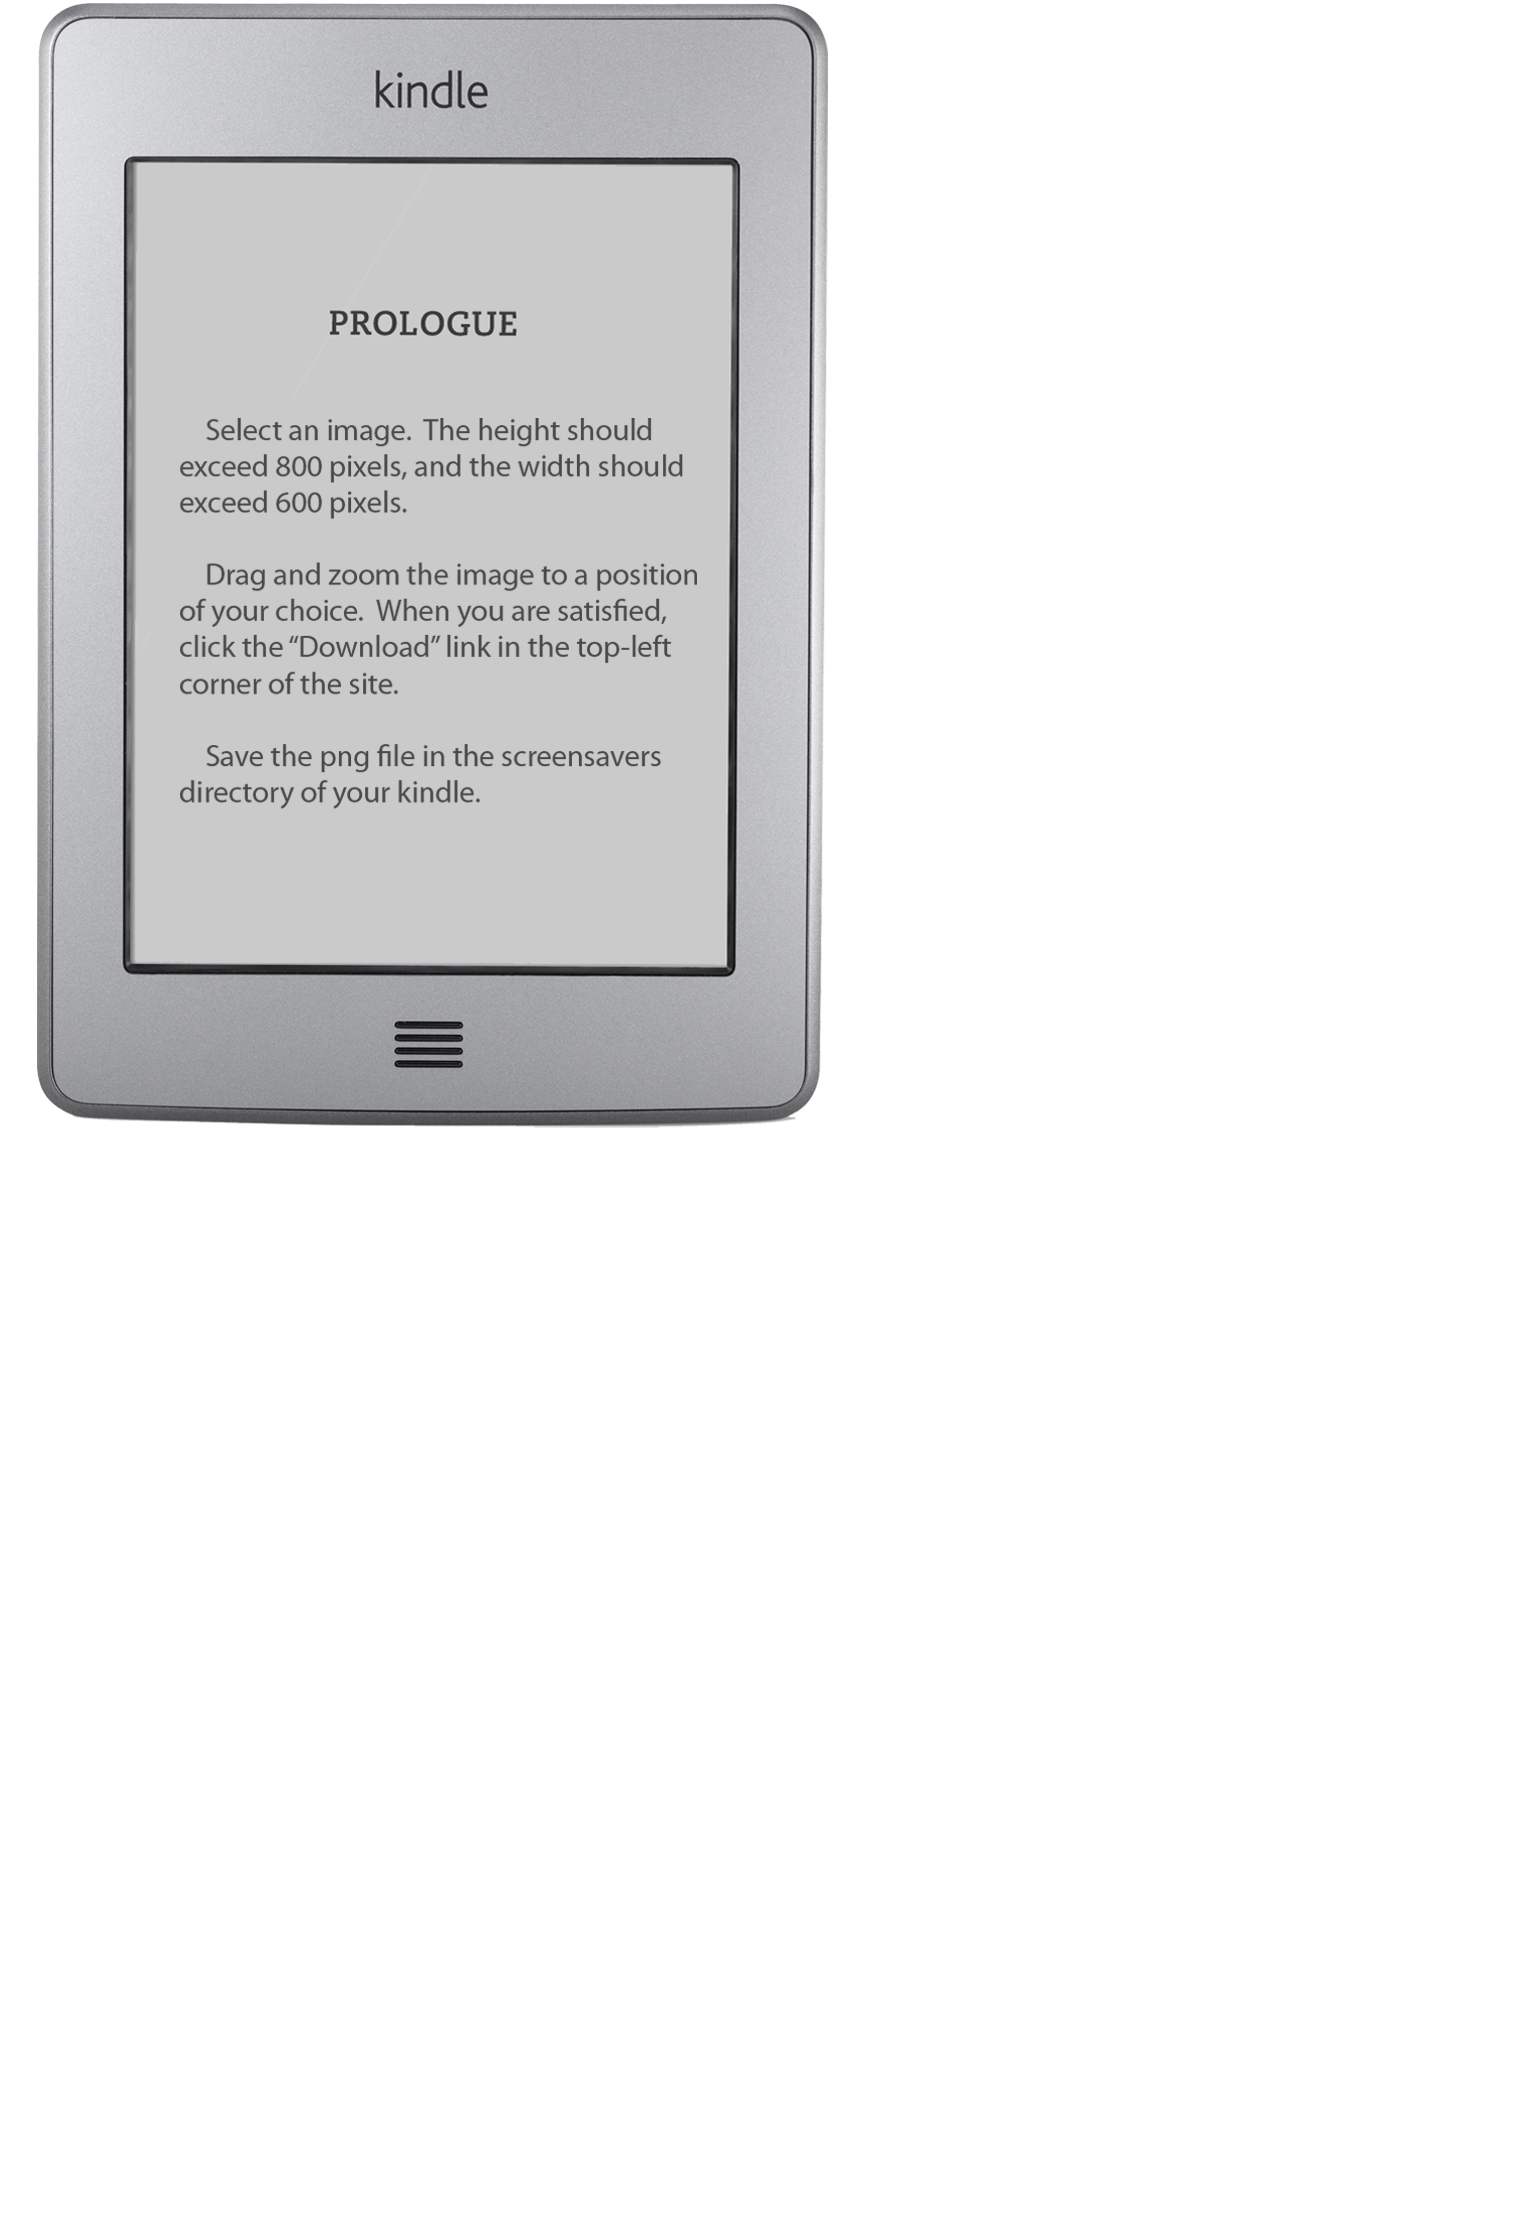 kindle
PROLOGUE
Select an image.  The height should
exceed 800 pixels, and the width should
exceed 600 pixels.
Drag and zoom the image to a position
of your choice.  When you are satisfied,
click the “Download” link in the top-left
corner of the site.
Save the png file in the screensavers
directory of your kindle.